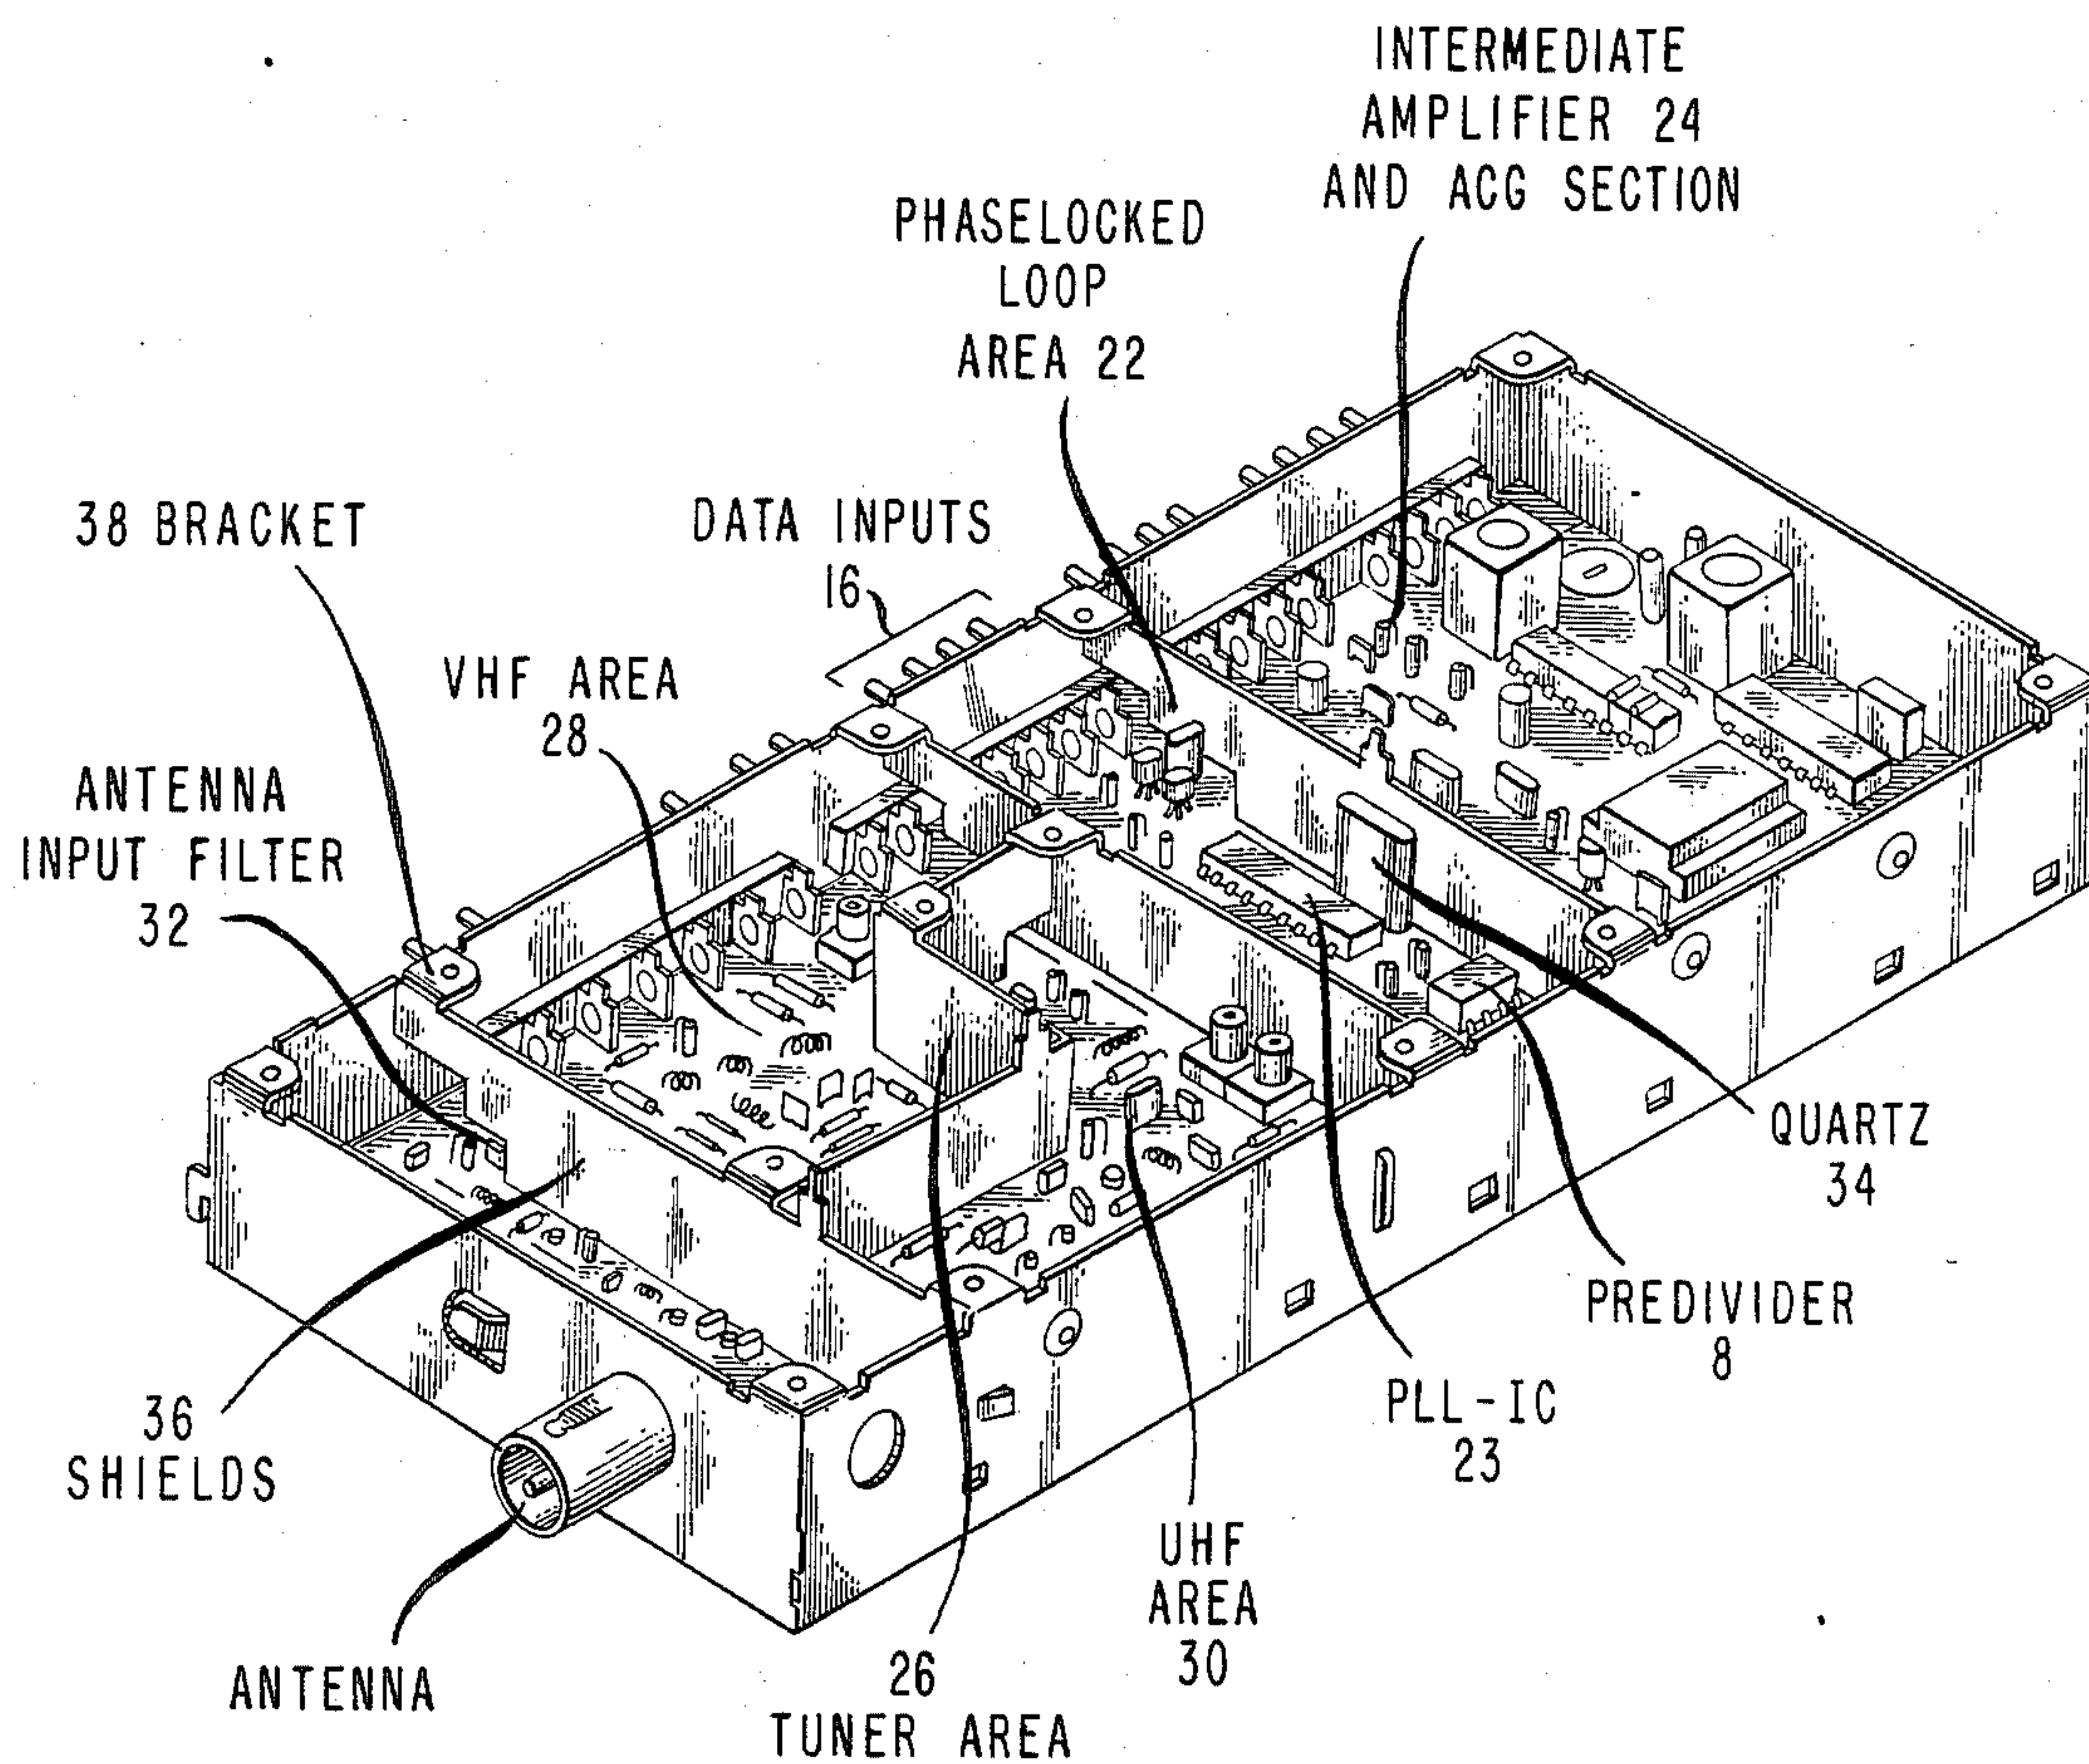 INTERMEDIATE
AMPLIFIER 24
AND ACG SECTION
PHASELOCKED
LOOP
AREA 22
38 BRACKET
DATA INPUTS
16
VHF AREA
28
ANTENNA
INPUT FILTER
32
QUARTZ
34
PREDIVIDER
8
PLL-IC
23
36
SHIELDS
UHF
AREA
30
ANTENNA
26
TUNER AREA